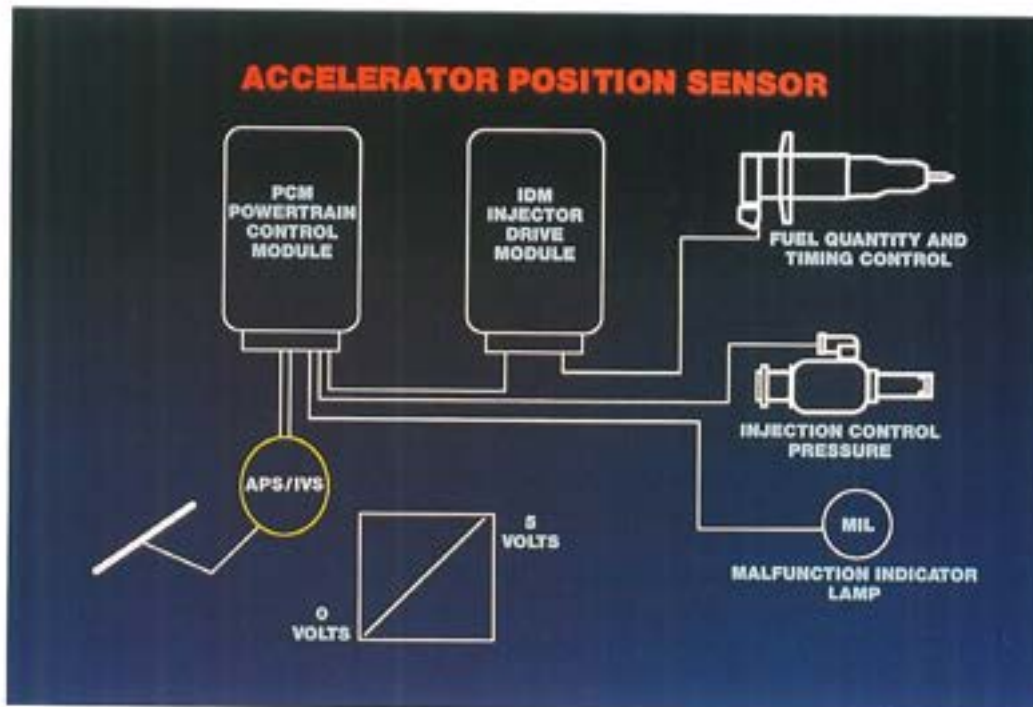 ACCELERATOR POSITION SENSOR
PCM
POWERTRAIN
CONTROL
MODULE
IDM
INJECTOR
DRIVE
MODULE
FUEL QUANTITY AND
TIMING CONTROL
INJECTION CONTROL
PRESSURE
APS/IVS
5
VOLTS
0
VOLTS
MIL
MALFUNCTION INDICATOR
LAMP